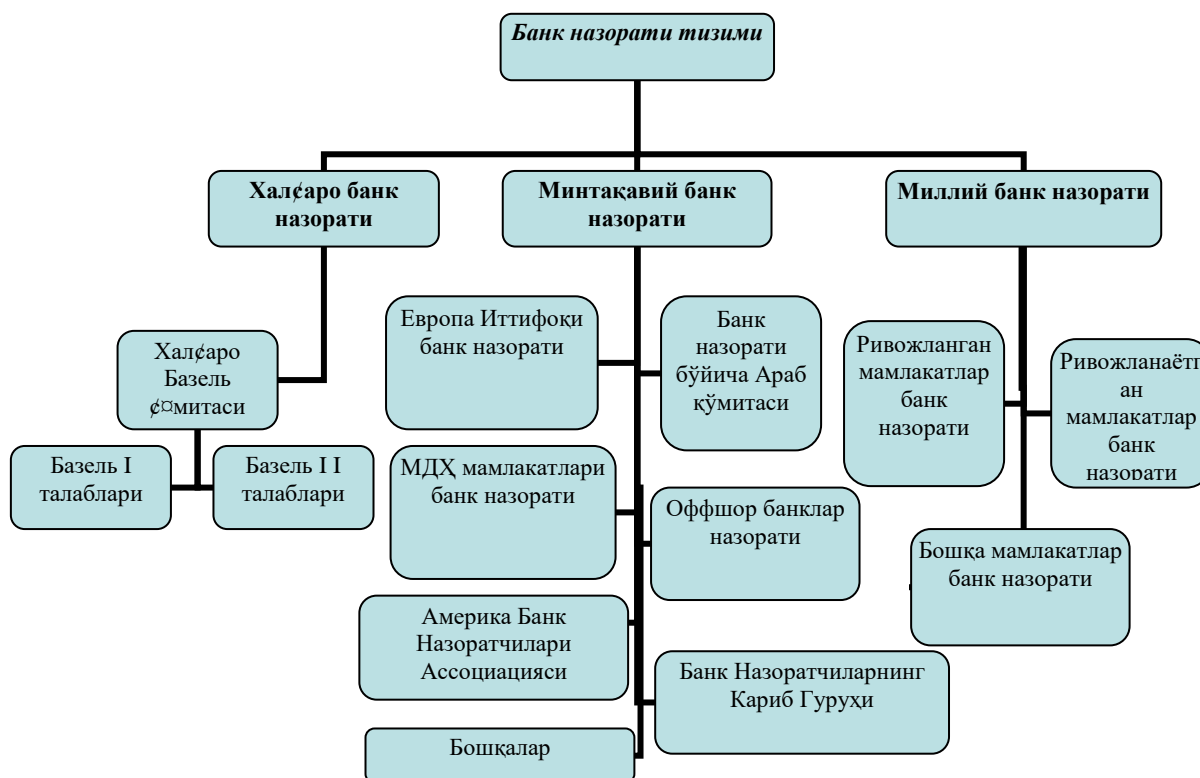 Банк назорати тизими
Хал¢аро банк
назорати
Минтақавий банк
назорати
Миллий банк назорати
Хал¢аро
Базель
¢¤митаси
Базель I
талаблари
Базель I I
талаблари
Европа Иттифоқи
банк назорати
Банк
назорати
бўйича Араб
қўмитаси
МДҲ мамлакатлари
банк назорати
Оффшор банклар
назорати
Америка Банк
Назоратчилари
Ассоциацияси
Банк Назоратчиларнинг
Кариб Гуруҳи
Бошқалар
Ривожланган
мамлакатлар
банк
назорати
Ривожланаётг
ан
мамлакатлар
банк
назорати
Бошқа мамлакатлар
банк назорати